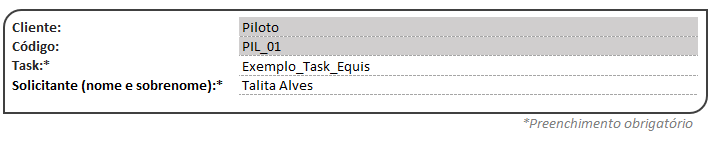 Cliente: Piloto
Código: PIL_01
Task:* Exemplo_Task_Equis
Solicitante (nome e sobrenome):* Talita Alves
*Preenchimento obrigatório